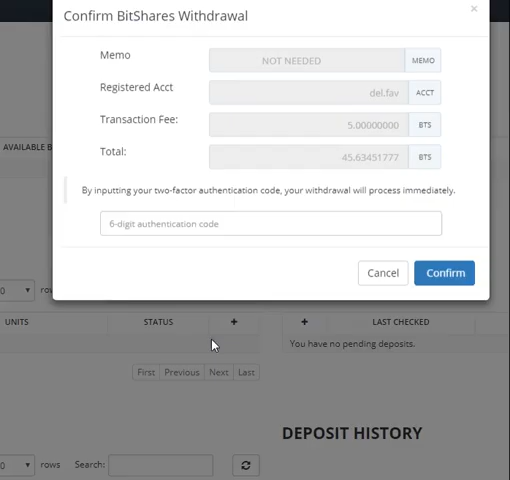 Confirm BitShares Withdrawal ×
Memo NOT NEEDED MEMO
Registered Acct del.fav ACCT
Transaction Fee: 5.00000000 BTS
Total: 45.63451777 BTS
AVAILABLE B
By inputting your two-factor authentication code, your withdrawal will process immediately.
6-digit authentication code
Cancel Confirm
0 rov
UNITS STATUS + + LAST CHECKED
You have no pending deposits.
First Previous Next Last
DEPOSIT HISTORY
0 rows Search: